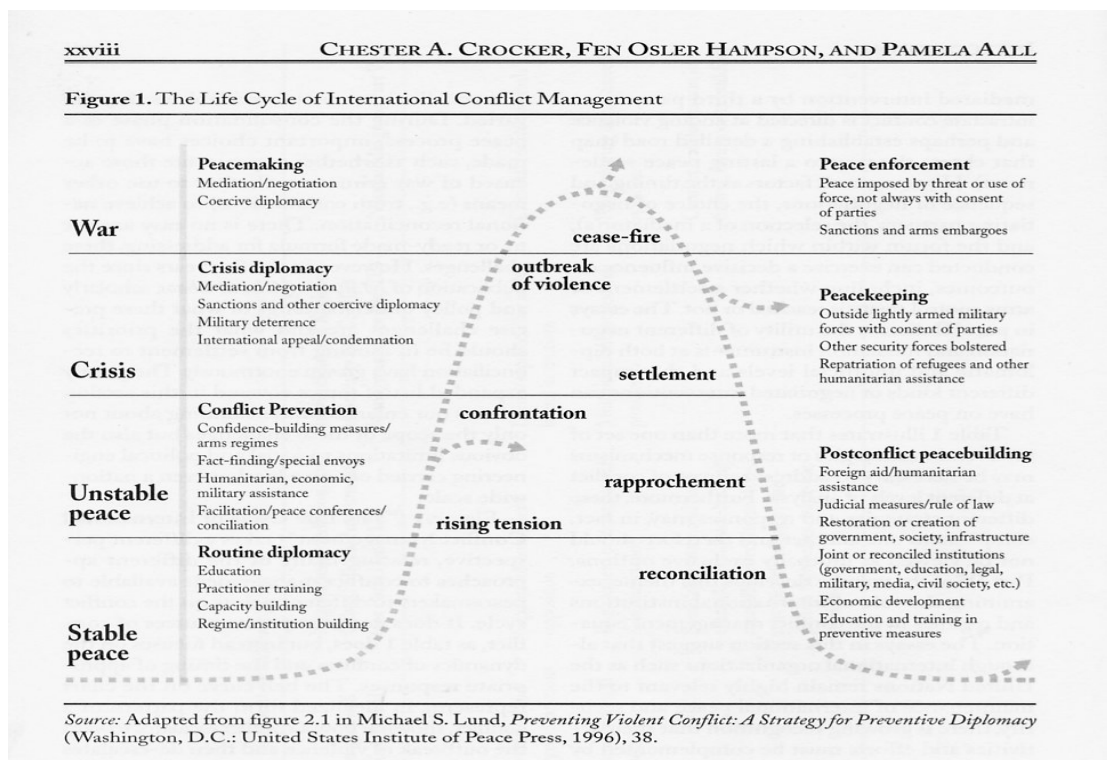 xxviii CHESTER A. CROCKER, FEN OSLER HAMPSON, AND PAMELA AALL
Figure 1. The Life Cycle of International Conflict Management
War
Crisis
Unstable
peace
Stable
peace
Peacemaking
Mediation/negotiation
Coercive diplomacy
Crisis diplomacy
Mediation/negotiation
Sanctions and other coercive diplomacy
Military deterrence
International appeal/condemnation
Conflict Prevention
Confidence-building measures/
arms regimes
Fact-finding/special envoys
Humanitarian, economic,
military assistance
Facilitation/peace conferences/
conciliation
Routine diplomacy
Education
Practitioner training
Capacity building
Regime/institution building
cease-fire
outbreak
of violence
settlement
confrontation
rapprochement
rising tension
reconciliation
Peace enforcement
Peace imposed by threat or use of
force, not always with consent
of parties
Sanctions and arms embargoes
Peacekeeping
Outside lightly armed military
forces with consent of parties
Other security forces bolstered
Repatriation of refugees and other
humanitarian assistance
Postconflict peacebuilding
Foreign aid/humanitarian
assistance
Judicial measures/rule of law
Restoration or creation of
government, society, infrastructure
Joint or reconciled institutions
(government, education, legal,
military, media, civil society, etc.)
Economic development
Education and training in
preventive measures
Source: Adapted from figure 2.1 in Michael S. Lund, Preventing Violent Conflict: A Strategy for Preventive Diplomacy
(Washington, D.C.: United States Institute of Peace Press, 1996), 38.